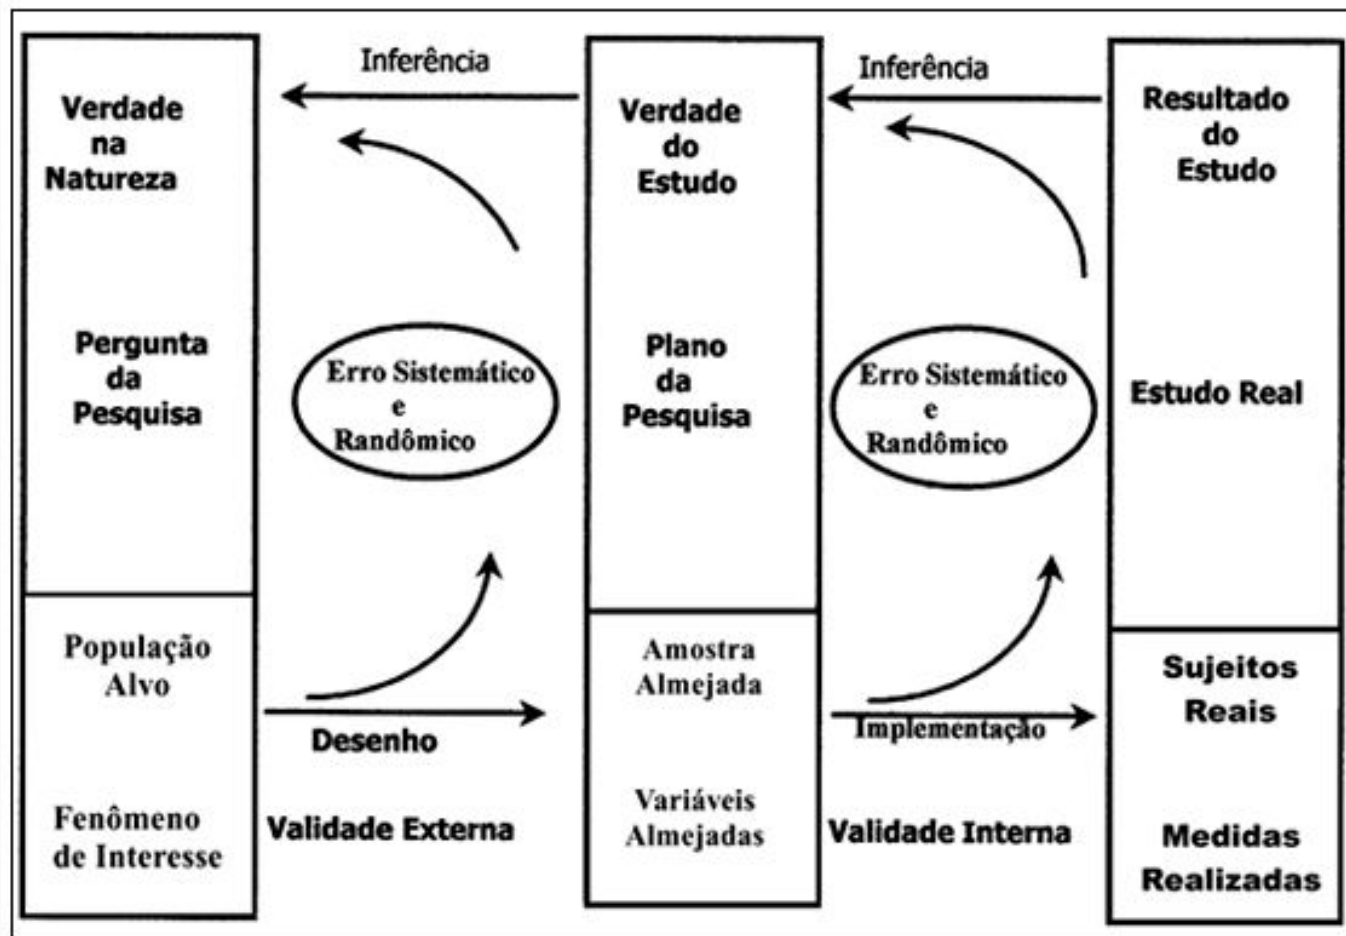 Verdade
na
Natureza
Pergunta
da
Pesquisa
População
Alvo
Fenômeno
de Interesse
Inferência
Erro Sistemático
e
Randômico
Desenho
Validade Externa
Verdade
do
Estudo
Plano
da
Pesquisa
Amostra
Almejada
Variáveis
Almejadas
Inferência
Erro Sistemático
e
Randômico
Implementação
Validade Interna
Resultado
do
Estudo
Estudo Real
Sujeitos
Reais
Medidas
Realizadas